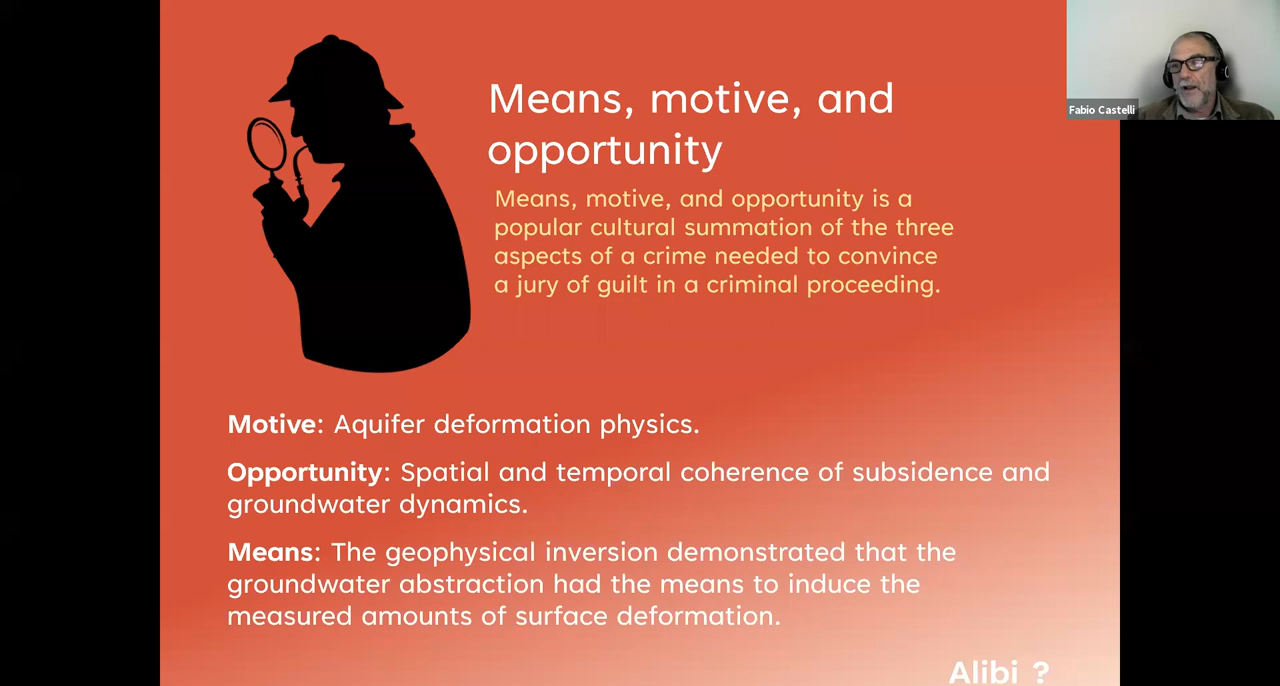 Means, motive, and
opportunity
Means, motive, and opportunity is a
popular cultural summation of the three
aspects of a crime needed to convince
a jury of guilt in a criminal proceeding.
Fabio Castelli
Motive: Aquifer deformation physics.
Opportunity: Spatial and temporal coherence of subsidence and
groundwater dynamics.
Means: The geophysical inversion demonstrated that the
groundwater abstraction had the means to induce the
measured amounts of surface deformation.
Alibi ?